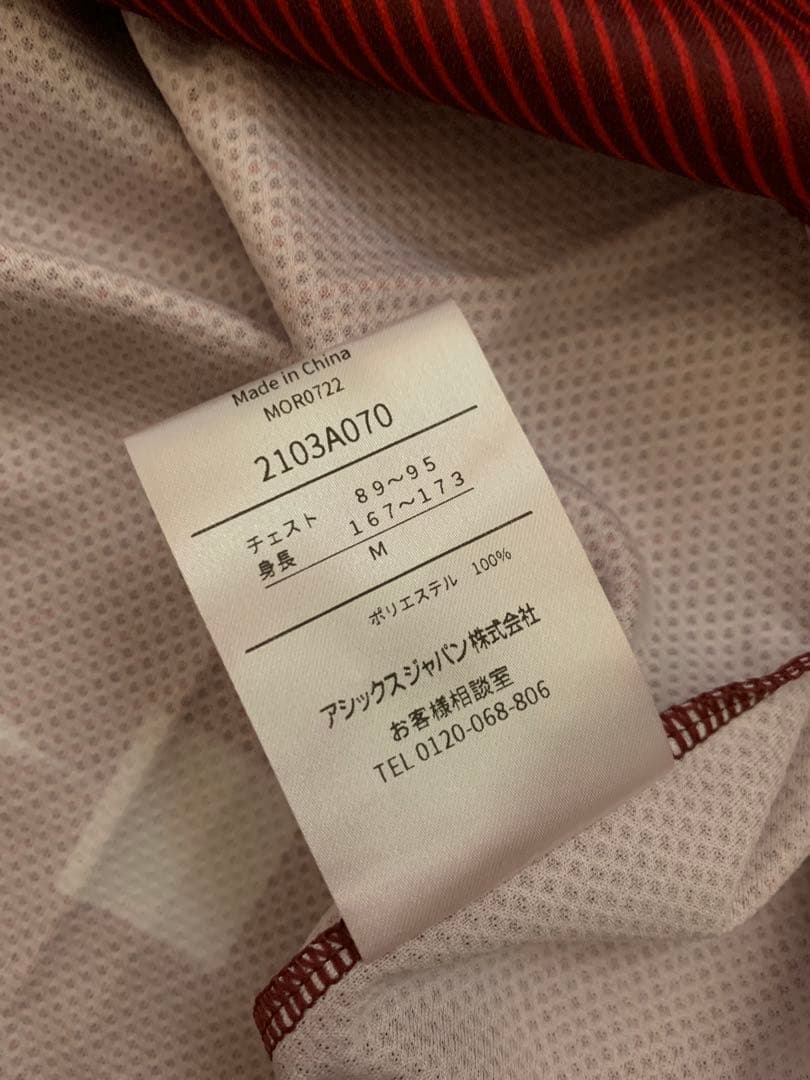 Made in China
MOR0722
2103A070
チェスト 89〜95
身長 167〜173
M
ポリエステル 100%
アシックスジャパン株式会社
お客様相談室
TEL 0120-068-806